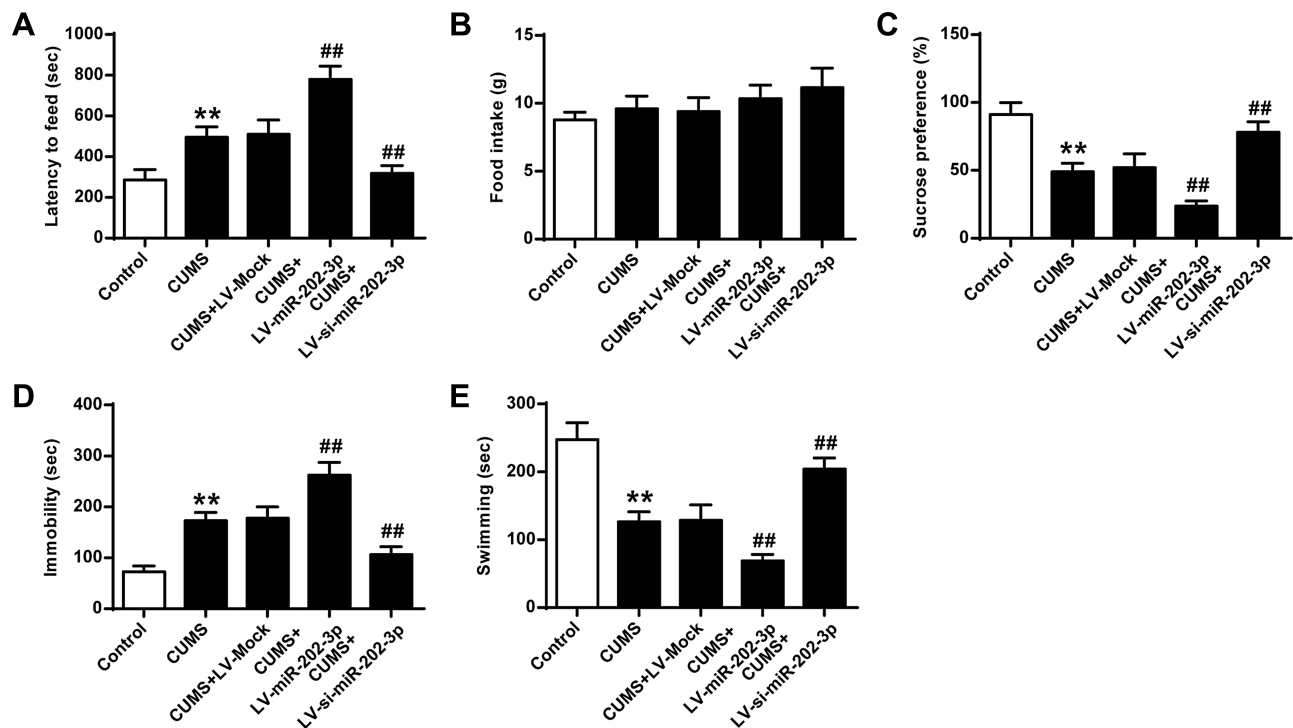 A
Latency to feed (sec)
1000
800
600
400
200
0
**
##
##
Control
CUMS
CUMS+LV-Mock
CUMS+
LV-miR-202-3p
CUMS+
LV-si-miR-202-3p
B
Food intake (g)
15
10
5
0
Control
CUMS
CUMS+LV-Mock
CUMS+
LV-miR-202-3p
CUMS+
LV-si-miR-202-3p
C
Sucrose preference (%)
150
100
50
0
**
##
##
Control
CUMS
CUMS+LV-Mock
CUMS+
LV-miR-202-3p
CUMS+
LV-si-miR-202-3p
D
Immobility (sec)
400
300
200
100
0
**
##
##
Control
CUMS
CUMS+LV-Mock
CUMS+
LV-miR-202-3p
CUMS+
LV-si-miR-202-3p
E
Swimming (sec)
300
200
100
0
**
##
##
Control
CUMS
CUMS+LV-Mock
CUMS+
LV-miR-202-3p
CUMS+
LV-si-miR-202-3p